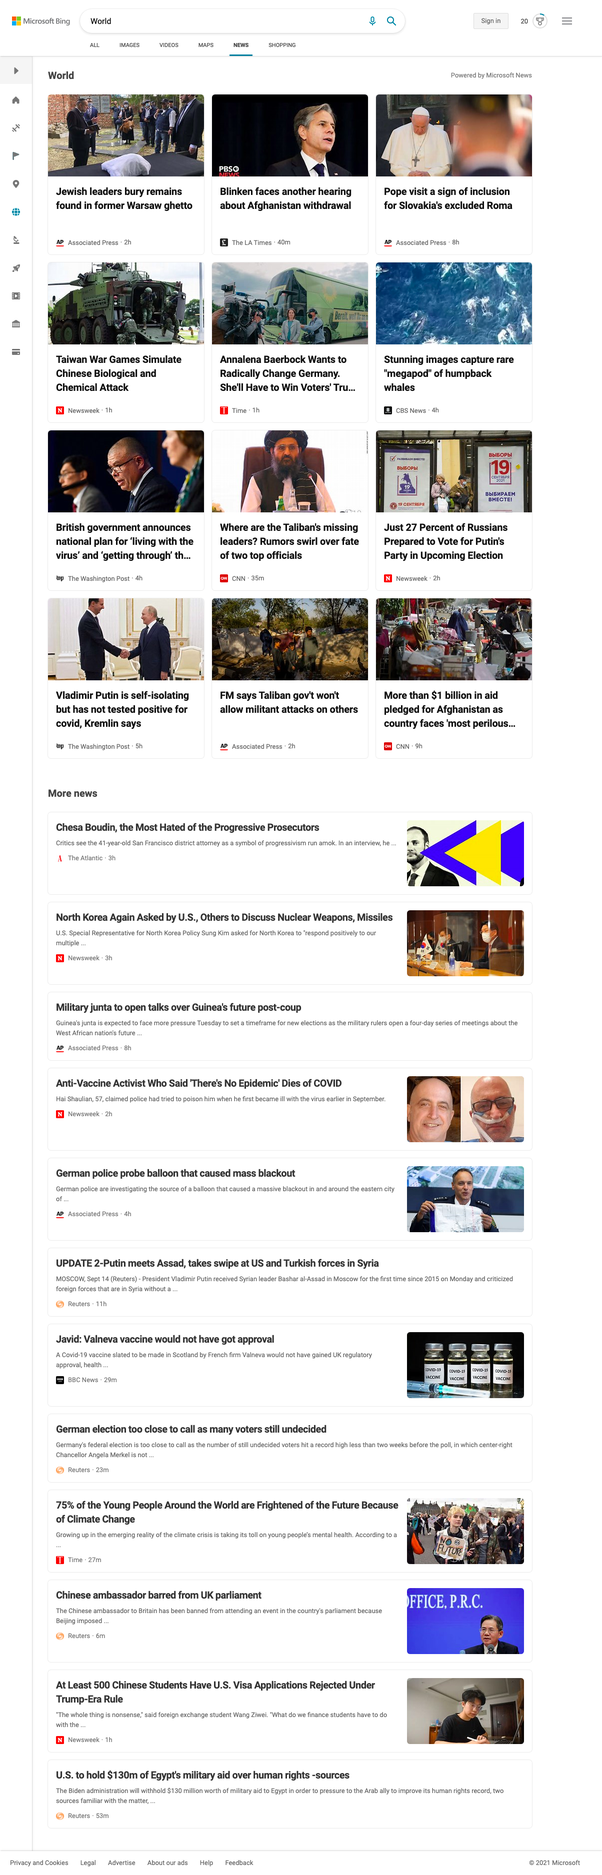 Microsoft Bing
World
Sign in
20
ALL IMAGES VIDEOS MAPS NEWS SHOPPING
World
Powered by Microsoft News
PBS
NEWS
Jewish leaders bury remains
found in former Warsaw ghetto
AP Associated Press · 2h
Blinken faces another hearing
about Afghanistan withdrawal
The LA Times · 40m
Pope visit a sign of inclusion
for Slovakia's excluded Roma
AP Associated Press · 8h
Taiwan War Games Simulate
Chinese Biological and
Chemical Attack
N Newsweek · 1h
Annalena Baerbock Wants to
Radically Change Germany.
She'll Have to Win Voters' Tru...
T Time · 1h
Stunning images capture rare
"megapod" of humpback
whales
CBS News · 4h
ВЫБОРЫ
19
ВЫБОРЫ
19
ВЫБИРАЕМ
ВМЕСТЕ!
British government announces
national plan for 'living with the
virus' and 'getting through' th...
wp The Washington Post · 4h
Where are the Taliban's missing
leaders? Rumors swirl over fate
of two top officials
CNN CNN · 35m
Just 27 Percent of Russians
Prepared to Vote for Putin's
Party in Upcoming Election
N Newsweek · 2h
Vladimir Putin is self-isolating
but has not tested positive for
covid, Kremlin says
wp The Washington Post · 5h
FM says Taliban gov't won't
allow militant attacks on others
AP Associated Press · 2h
More than $1 billion in aid
pledged for Afghanistan as
country faces 'most perilous...
CNN CNN · 9h
More news
Chesa Boudin, the Most Hated of the Progressive Prosecutors
Critics see the 41-year-old San Francisco district attorney as a symbol of progressivism run amok. In an interview, he ...
A The Atlantic · 3h
North Korea Again Asked by U.S., Others to Discuss Nuclear Weapons, Missiles
U.S. Special Representative for North Korea Policy Sung Kim asked for North Korea to "respond positively to our
multiple ...
N Newsweek · 3h
Military junta to open talks over Guinea's future post-coup
Guinea's junta is expected to face more pressure Tuesday to set a timeframe for new elections as the military rulers open a four-day series of meetings about the
West African nation's future ...
AP Associated Press · 8h
Anti-Vaccine Activist Who Said 'There's No Epidemic' Dies of COVID
Hai Shaulian, 57, claimed police had tried to poison him when he first became ill with the virus earlier in September.
N Newsweek · 2h
German police probe balloon that caused mass blackout
German police are investigating the source of a balloon that caused a massive blackout in and around the eastern city
of ...
AP Associated Press · 4h
UPDATE 2-Putin meets Assad, takes swipe at US and Turkish forces in Syria
MOSCOW, Sept 14 (Reuters) - President Vladimir Putin received Syrian leader Bashar al-Assad in Moscow for the first time since 2015 on Monday and criticized
foreign forces that are in Syria without a ...
Reuters · 11h
Javid: Valneva vaccine would not have got approval
A Covid-19 vaccine slated to be made in Scotland by French firm Valneva would not have gained UK regulatory
approval, health ...
BBC News · 29m
COVID-19 VACCINE
COVID-19 VACCINE
COVID-19 VACCINE
COVID-19 VACCINE
German election too close to call as many voters still undecided
Germany's federal election is too close to call as the number of still undecided voters hit a record high less than two weeks before the poll, in which center-right
Chancellor Angela Merkel is not ...
Reuters · 23m
75% of the Young People Around the World are Frightened of the Future Because
of Climate Change
Growing up in the emerging reality of the climate crisis is taking its toll on young people's mental health. According to a
...
T Time · 27m
NO
FUTURE
Chinese ambassador barred from UK parliament
The Chinese ambassador to Britain has been banned from attending an event in the country's parliament because
Beijing imposed ...
Reuters · 6m
OFFICE, P.R.C.
At Least 500 Chinese Students Have U.S. Visa Applications Rejected Under
Trump-Era Rule
"The whole thing is nonsense," said foreign exchange student Wang Ziwei. "What do we finance students have to do
with the ...
N Newsweek · 1h
U.S. to hold $130m of Egypt's military aid over human rights -sources
The Biden administration will withhold $130 million worth of military aid to Egypt in order to pressure to the Arab ally to improve its human rights record, two
sources familiar with the matter, ...
Reuters · 53m
Privacy and Cookies Legal Advertise About our ads Help Feedback
© 2021 Microsoft